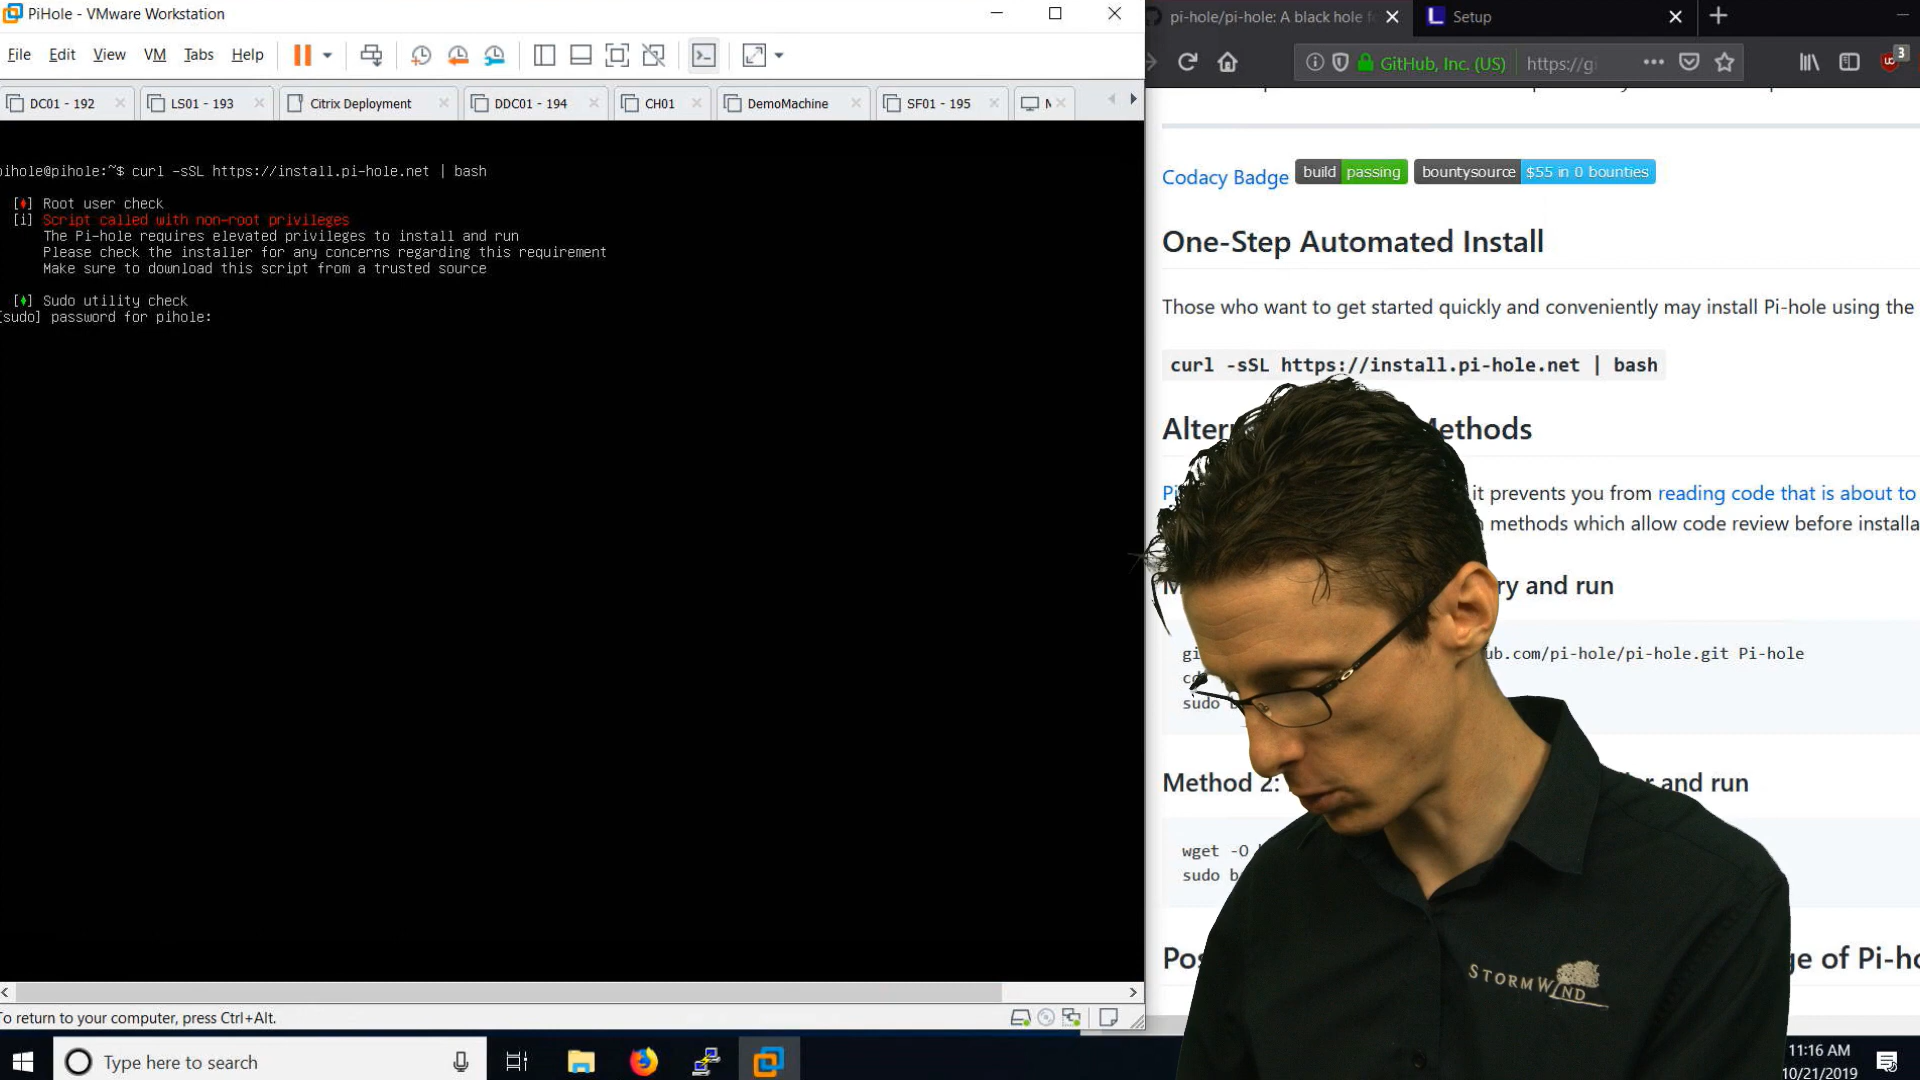 PiHole - VMware Workstation
File Edit View VM Tabs Help
DC01 - 192
LS01 - 193
Citrix Deployment
DDC01 - 194
CH01
DemoMachine
SF01 - 195
pihole@pihole:~$ curl -sSL https://install.pi-hole.net | bash
Root user check
[i] Script called with non-root privileges
The Pi-hole requires elevated privileges to install and run
Please check the installer for any concerns regarding this requirement
Make sure to download this script from a trusted source
Sudo utility check
[sudo] password for pihole:
To return to your computer, press Ctrl+Alt.
Type here to search
pi-hole/pi-hole: A black hole f
Setup
GitHub, Inc. (US) https://gi
3
Codacy Badge build passing bountysource $55 in 0 bounties
One-Step Automated Install
Those who want to get started quickly and conveniently may install Pi-hole using the
curl -sSL https://install.pi-hole.net | bash
Alter ethods
Pi it prevents you from reading code that is about to
methods which allow code review before installa
M ry and run
gi ub.com/pi-hole/pi-hole.git Pi-hole
cd
sudo b
Method 2: and run
wget -O
sudo b
Pos ge of Pi-ho
STORMWIND
11:16 AM
10/21/2019